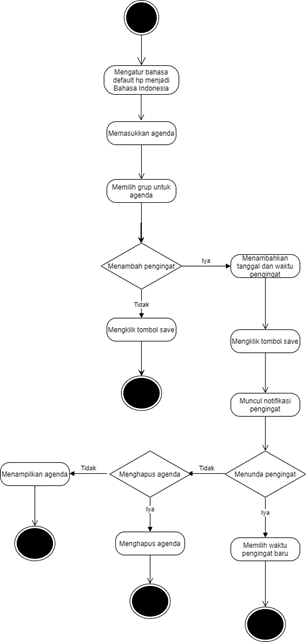 Mengatur bahasa
default hp menjadi
Bahasa Indonesia
Memasukkan agenda
Memilih grup untuk
agenda
Menambah pengingat
Iya
Menambahkan
tanggal dan waktu
pengingat
Tidak
Mengklik tombol save
Mengklik tombol save
Muncul notifikasi
pengingat
Menampilkan agenda
Tidak
Menghapus agenda
Tidak
Menunda pengingat
Iya
Iya
Menghapus agenda
Memilih waktu
pengingat baru